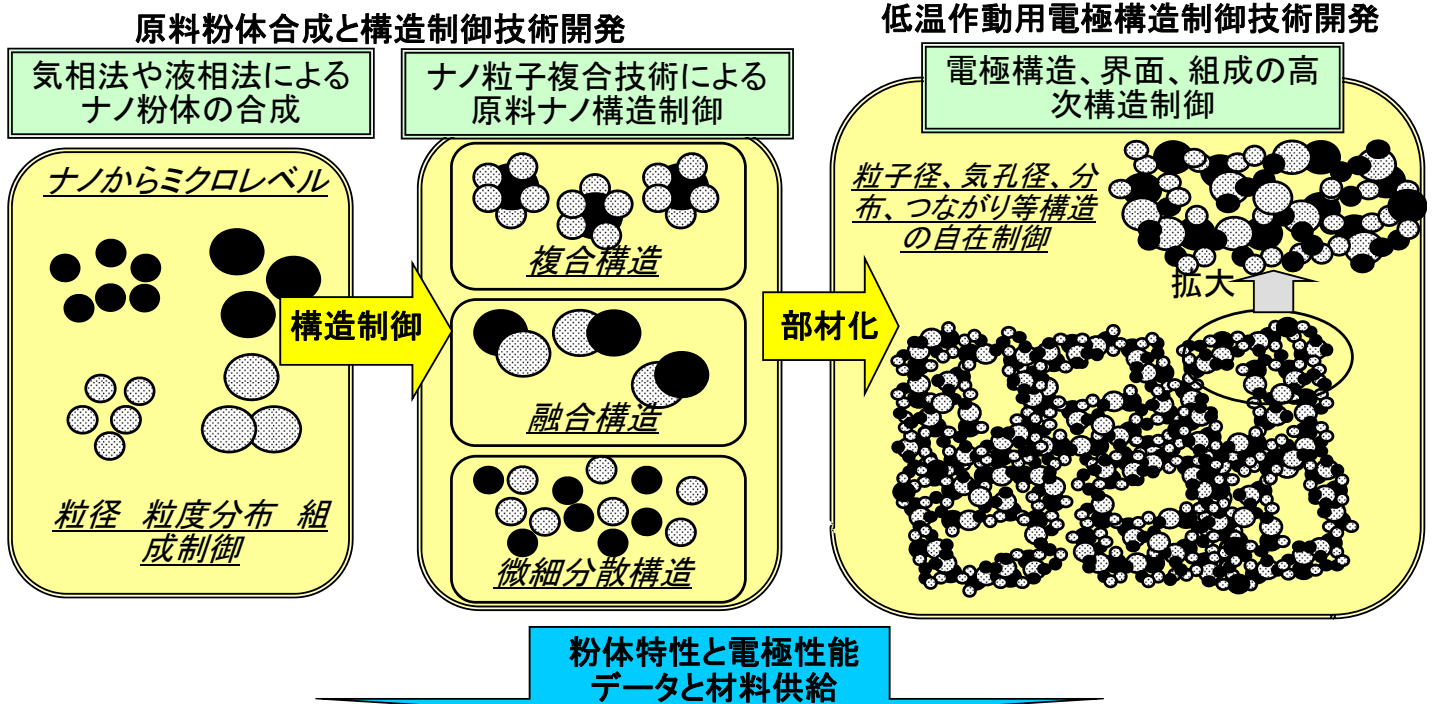 原料粉体合成と構造制御技術開発
低温作動用電極構造制御技術開発
気相法や液相法による
ナノ粉体の合成
ナノ粒子複合技術による
原料ナノ構造制御
電極構造、界面、組成の高
次構造制御
ナノからミクロレベル
粒径 粒度分布 組
成制御
構造制御
複合構造
融合構造
微細分散構造
部材化
粒子径、気孔径、分
布、つながり等構造
の自在制御
拡大
粉体特性と電極性能
データと材料供給